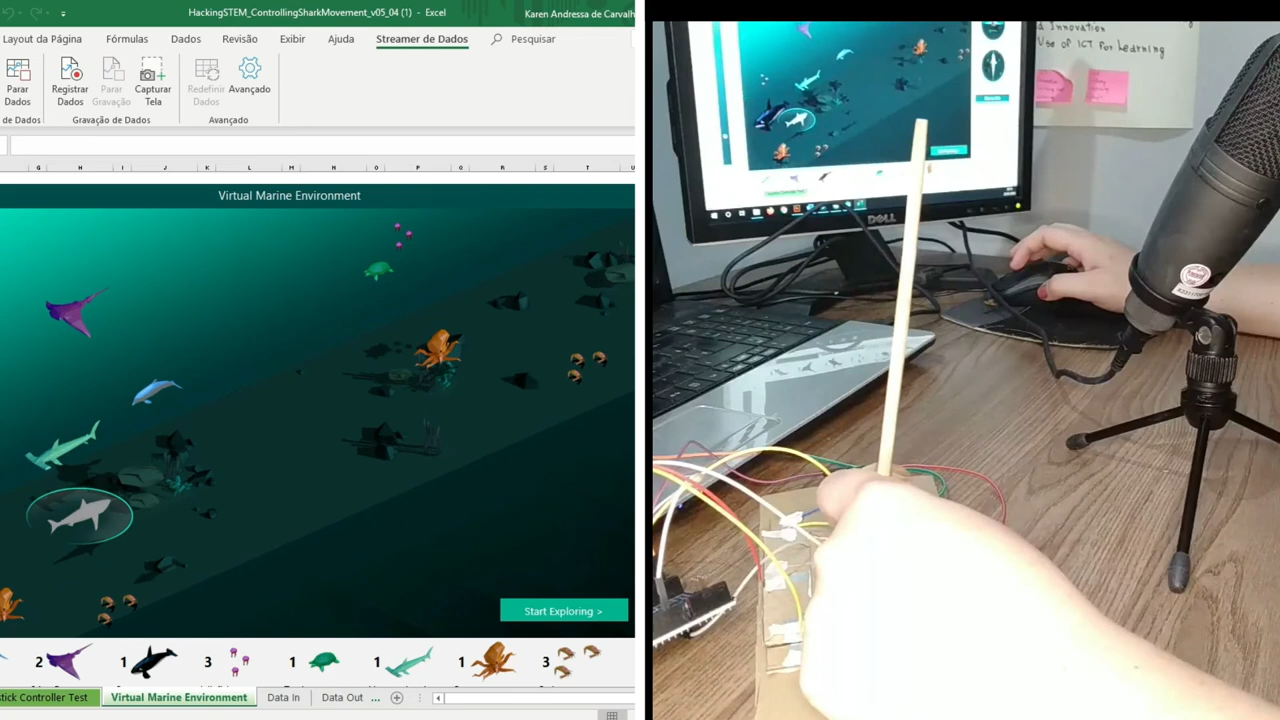 HackingSTEM_ControllingSharkMovement_v05_04 (1) - Excel
Karen Andressa de Carvalh
Layout da Página Fórmulas Dados Revisão Exibir Ajuda Streamer de Dados Pesquisar
Parar Dados
Registrar Dados
Parar Gravação
Capturar Tela
Redefinir Dados
Avançado
de Dados Gravação de Dados Avançado
G H I J K L M N O P Q R S T U
Virtual Marine Environment
Start Exploring >
2 1 3 1 1 1 3
stick Controller Test Virtual Marine Environment Data In Data Out ...
d Innovation
Use of ICT for Learning
DELL